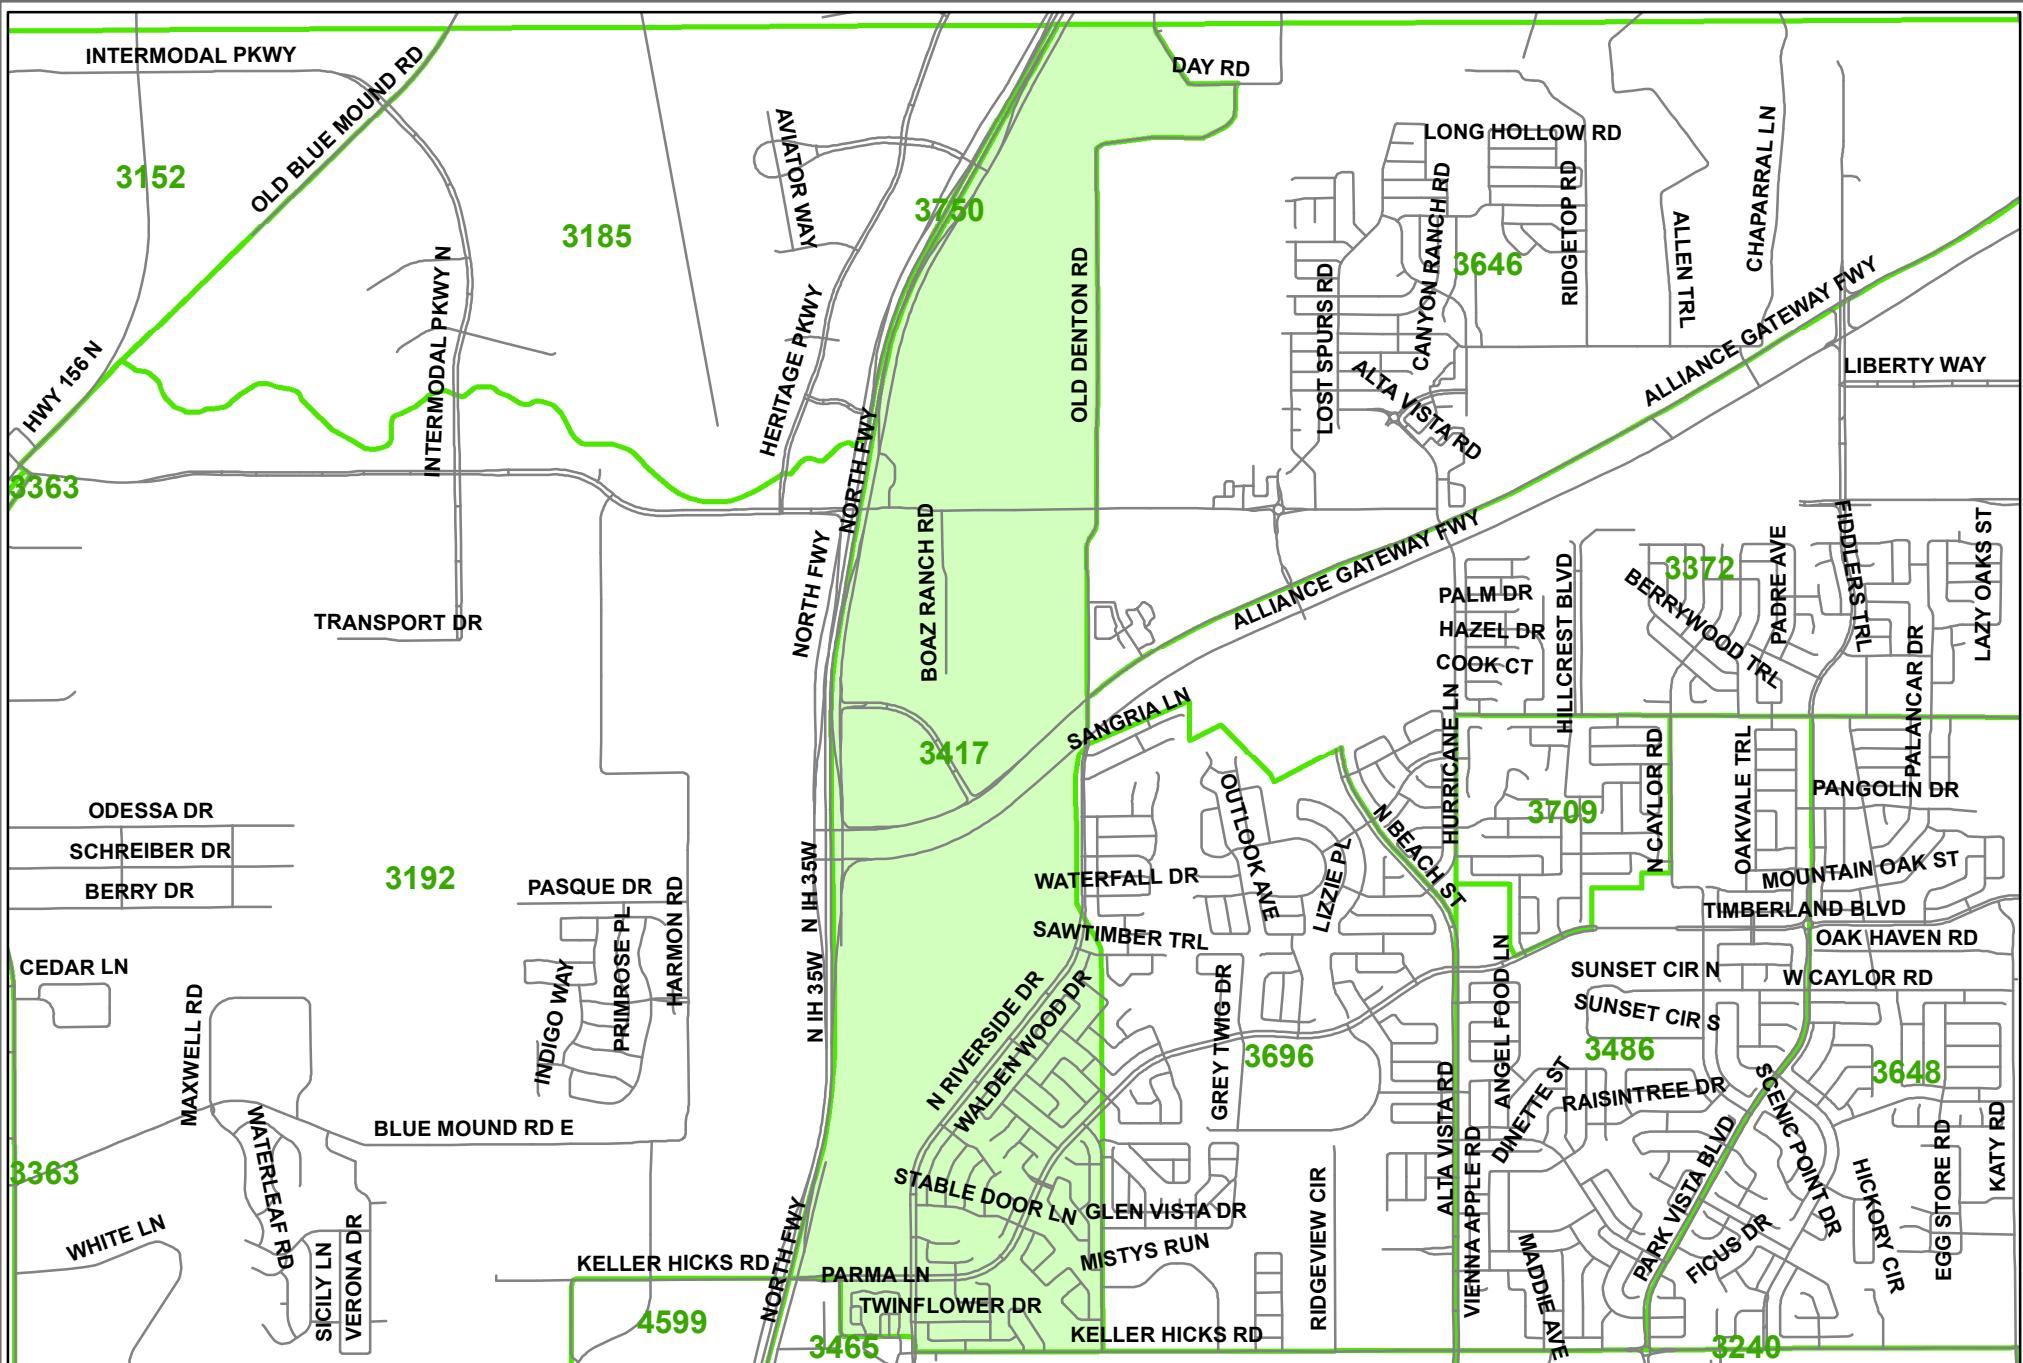 INTERMODAL PKWY
OLD BLUE MOUND RD
DAY RD
3152
3185
AVIATOR WAY
3750
LONG HOLLOW RD
CANYON RANCH RD
RIDGETOP RD
3646
ALLEN TRL
CHAPARRAL LN
INTERMODAL PKWY N
HERITAGE PKWY
OLD DENTON RD
LOST SPURS RD
ALTA VISTA RD
ALLIANCE GATEWAY FWY
LIBERTY WAY
HWY 156 N
3363
NORTH FWY
NORTH FWY
BOAZ RANCH RD
ALLIANCE GATEWAY FWY
TRANSPORT DR
PALM DR
HAZEL DR
COOK CT
HILLCREST BLVD
3372
BERRYWOOD TRL
PADRE AVE
FIDDLERS TRL
LAZY OAKS ST
PALANCAR DR
SANGRIA LN
3417
HURRICANE LN
3709
N CAYLOR RD
OAKVALE TRL
PANGOLIN DR
ODESSA DR
SCHREIBER DR
BERRY DR
3192
PASQUE DR
PRIMROSE PL
HARMON RD
INDIGO WAY
N IH 35W
N IH 35W
OUTLOOK AVE
LIZZIE PL
N BEACH ST
WATERFALL DR
SAWTIMBER TRL
MOUNTAIN OAK ST
TIMBERLAND BLVD
OAK HAVEN RD
W CAYLOR RD
SUNSET CIR N
SUNSET CIR S
CEDAR LN
MAXWELL RD
N RIVERSIDE DR
WALDEN WOOD DR
GREY TWIG DR
3696
ANGEL FOOD LN
3486
3648
DINETTE ST
RAISINTREE DR
SCENIC POINT DR
ALTA VISTA RD
VIENNA APPLE RD
PARK VISTA BLVD
KATY RD
EGG STORE RD
HICKORY CIR
FICUS DR
MADDIE AVE
BLUE MOUND RD E
3363
WATERLEAF RD
WHITE LN
SICILY LN
VERONA DR
STABLE DOOR LN
GLEN VISTA DR
MISTYS RUN
RIDGEVIEW CIR
KELLER HICKS RD
NORTH FWY
PARMA LN
TWINFLOWER DR
4599
3465
KELLER HICKS RD
3240